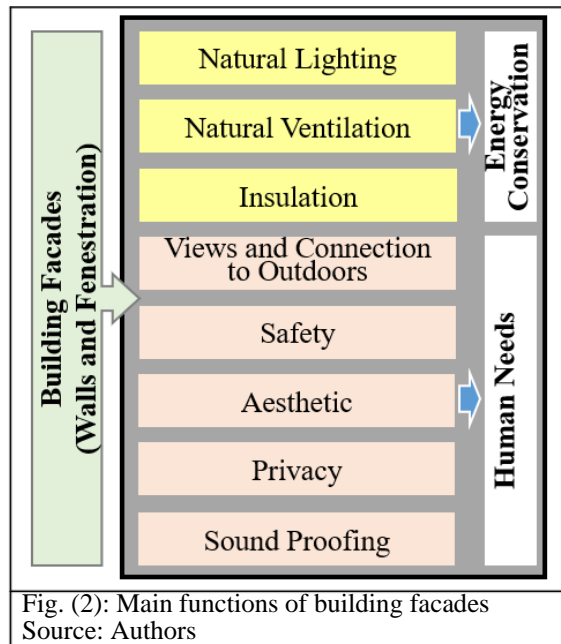 Building Facades
(Walls and Fenestration)
Natural Lighting
Natural Ventilation
Insulation
Views and Connection
to Outdoors
Safety
Aesthetic
Privacy
Sound Proofing
Energy
Conservation
Human Needs
Fig. (2): Main functions of building facades
Source: Authors